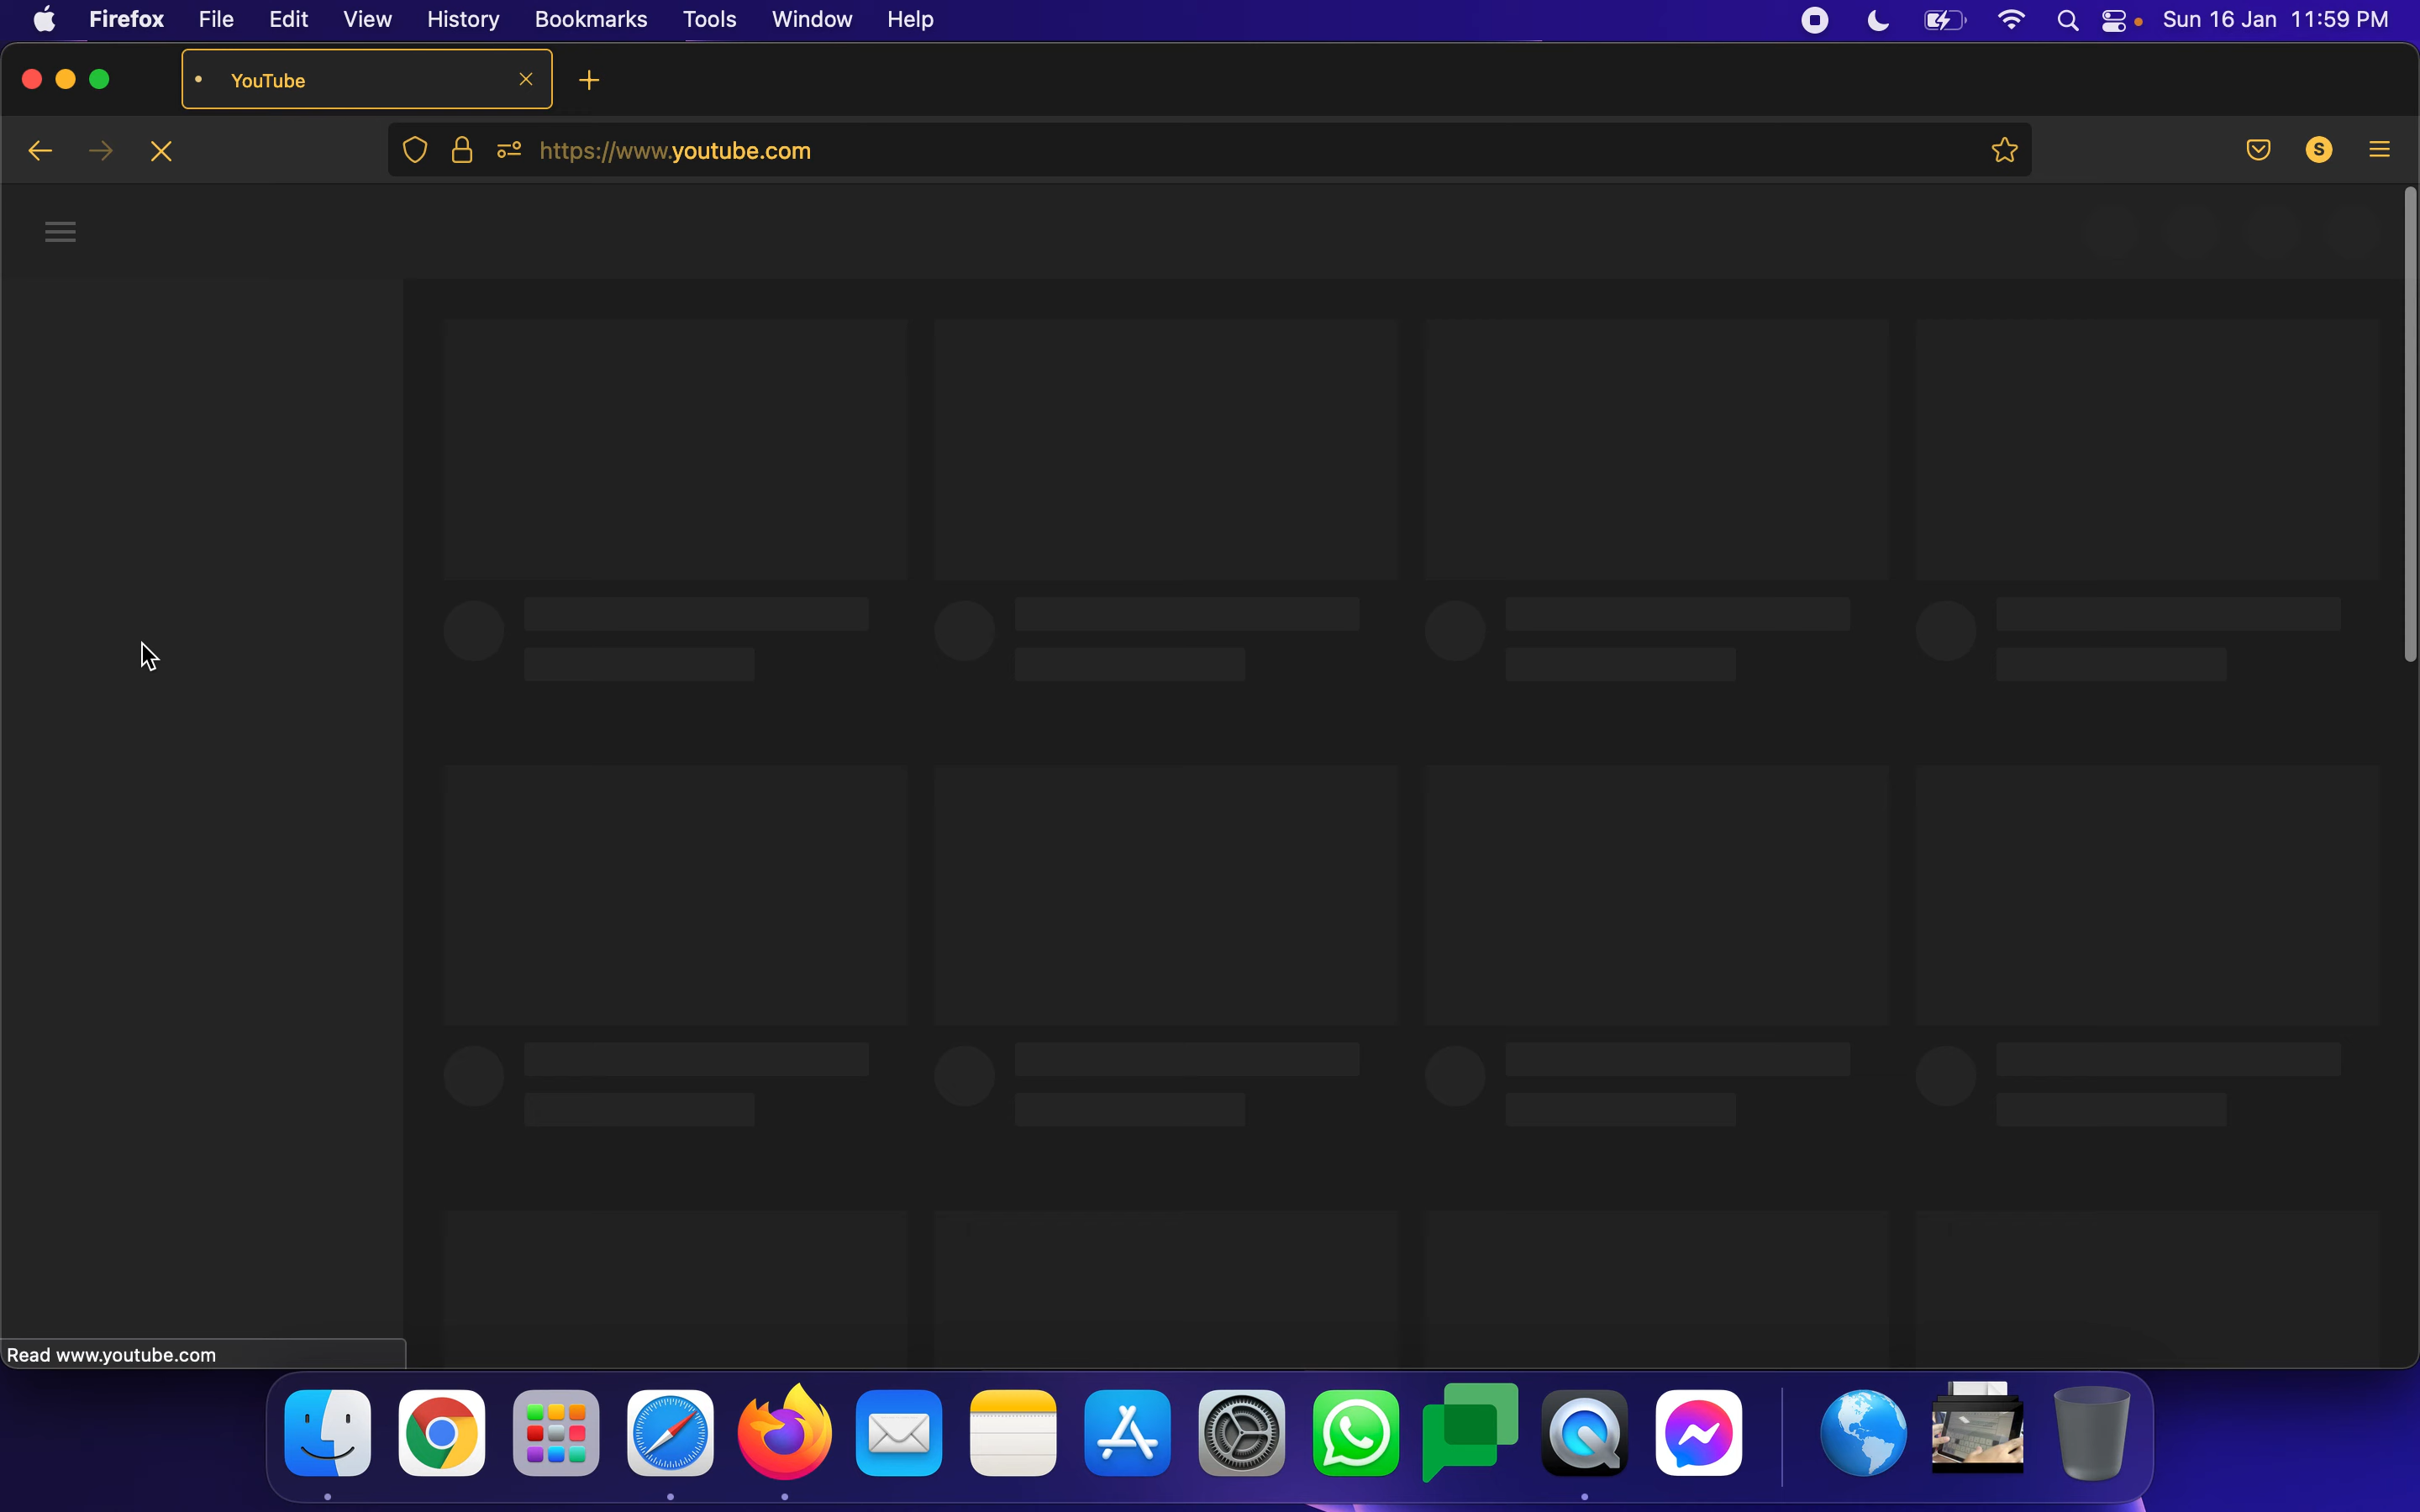 Firefox File Edit View History Bookmarks Tools Window Help Sun 16 Jan 11:59 PM
YouTube
https://www.youtube.com
S
Read www.youtube.com